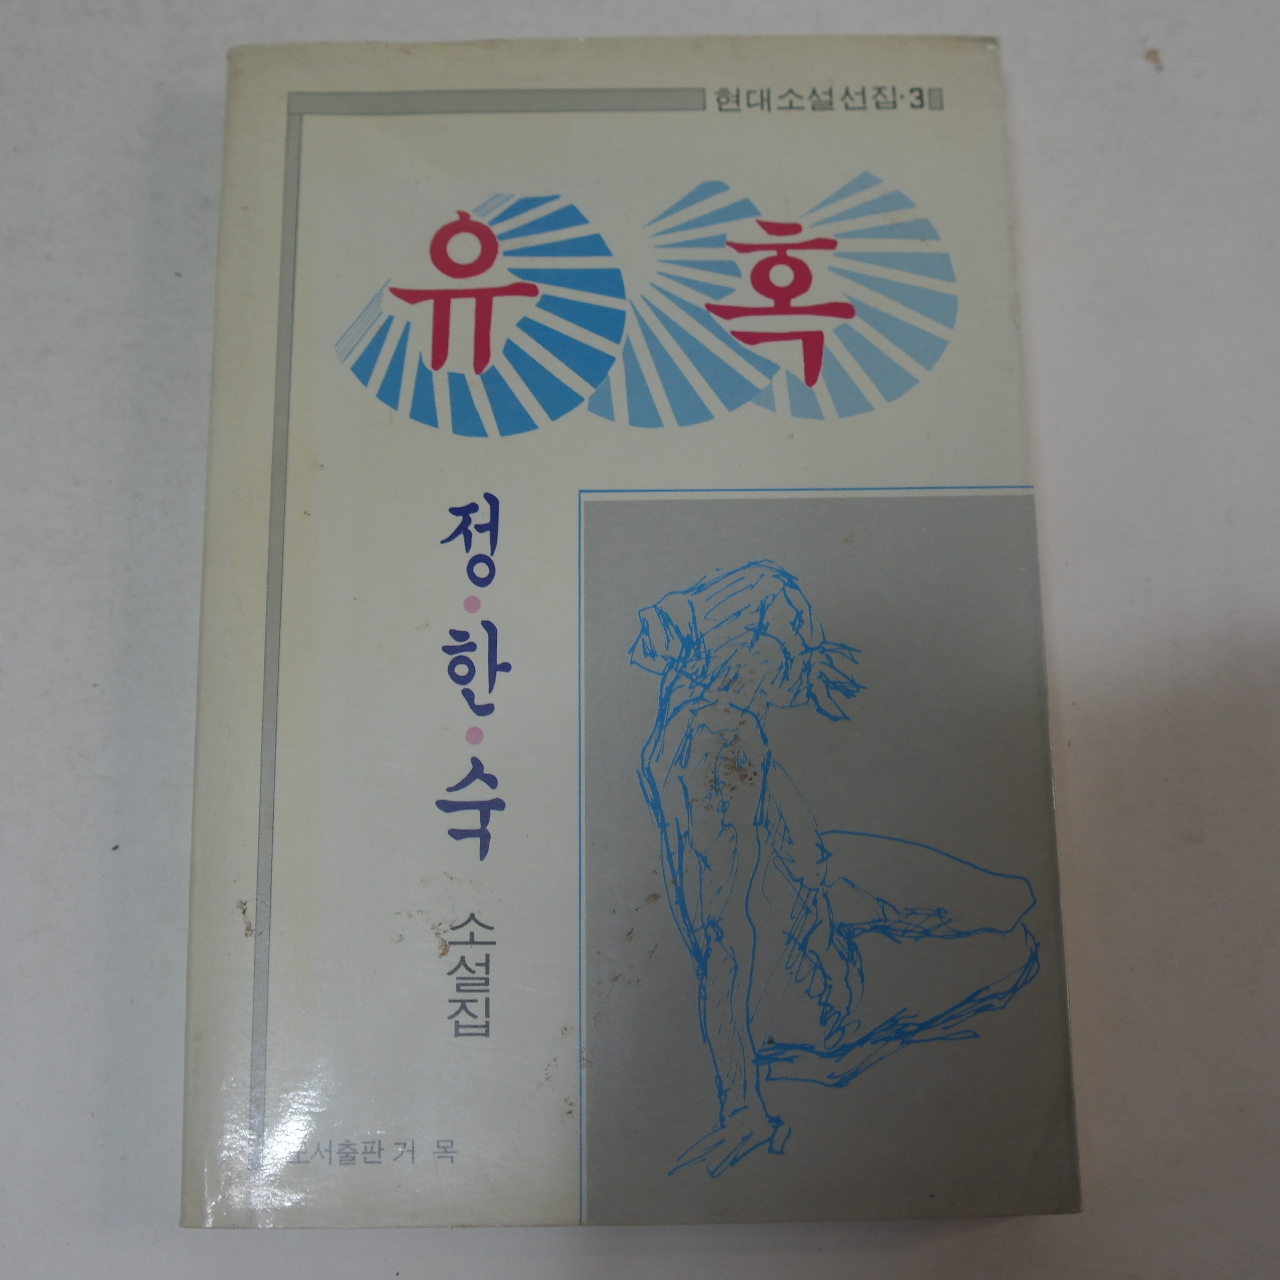 현대소설선집·3
유혹
정·한·숙
소설집
도서출판 거 목